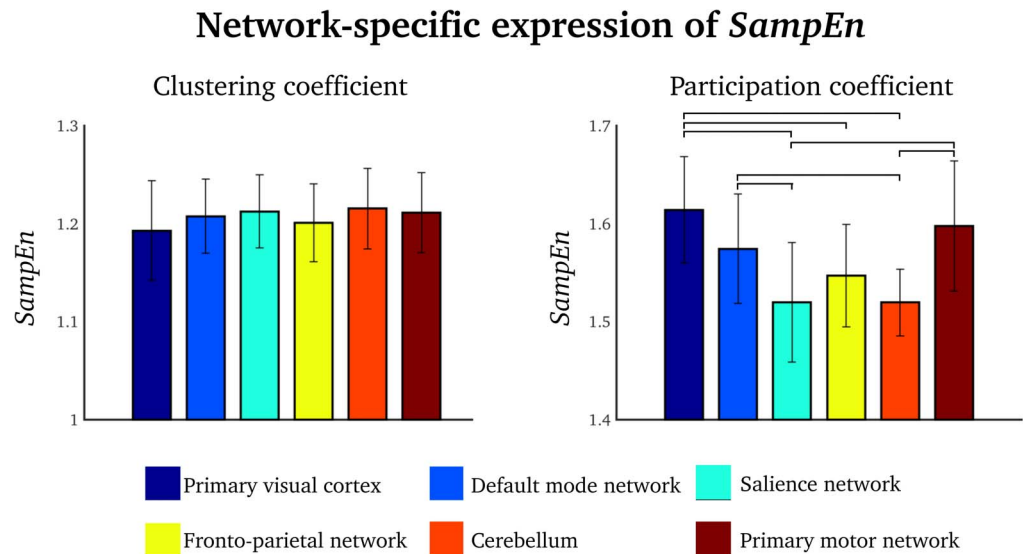 Network-specific expression of SampEn
Clustering coefficient
Participation coefficient
SampEn
1.3
1.2
1.1
1
SampEn
1.7
1.6
1.5
1.4
Primary visual cortex
Default mode network
Salience network
Fronto-parietal network
Cerebellum
Primary motor network